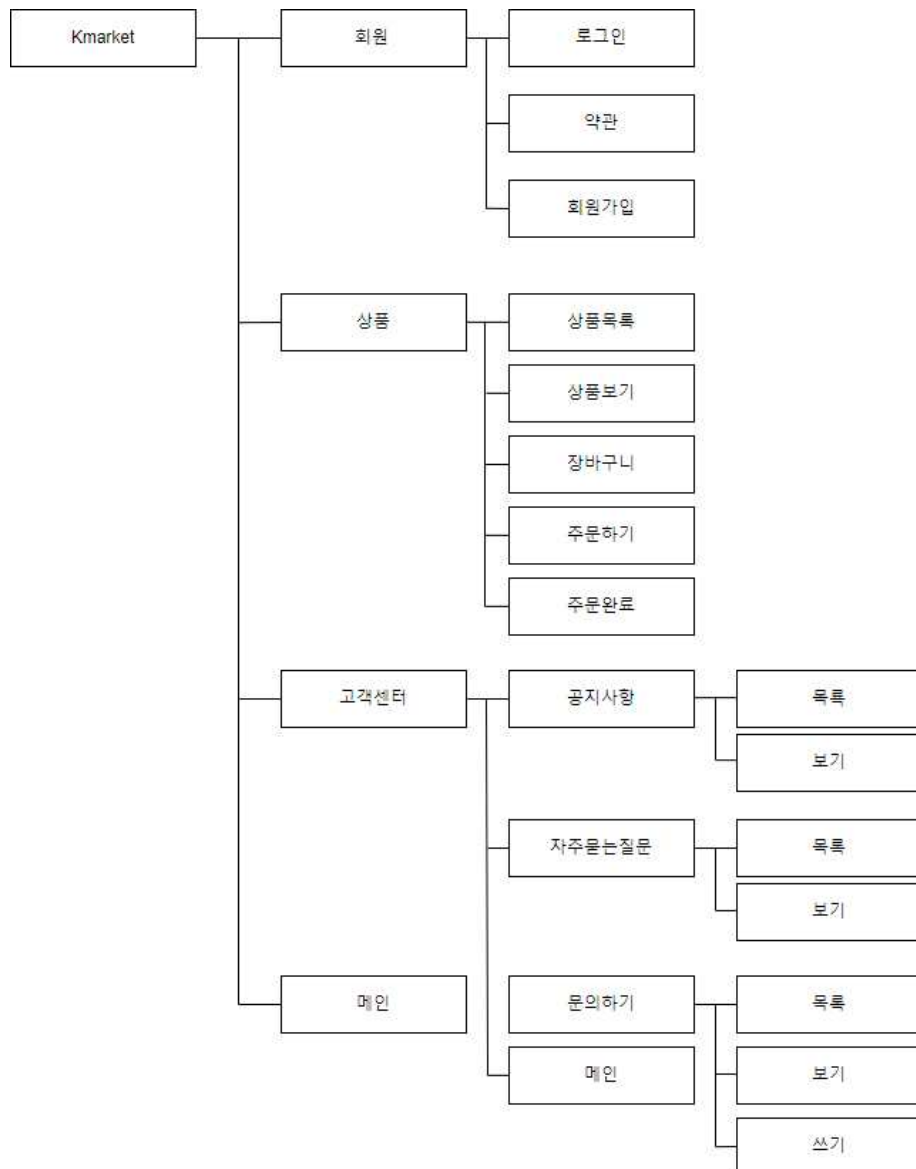 Kmarket
회원
로그인
약관
회원가입
상품
상품목록
상품보기
장바구니
주문하기
주문완료
고객센터
공지사항
목록
보기
자주묻는질문
목록
보기
메인
문의하기
목록
메인
보기
쓰기